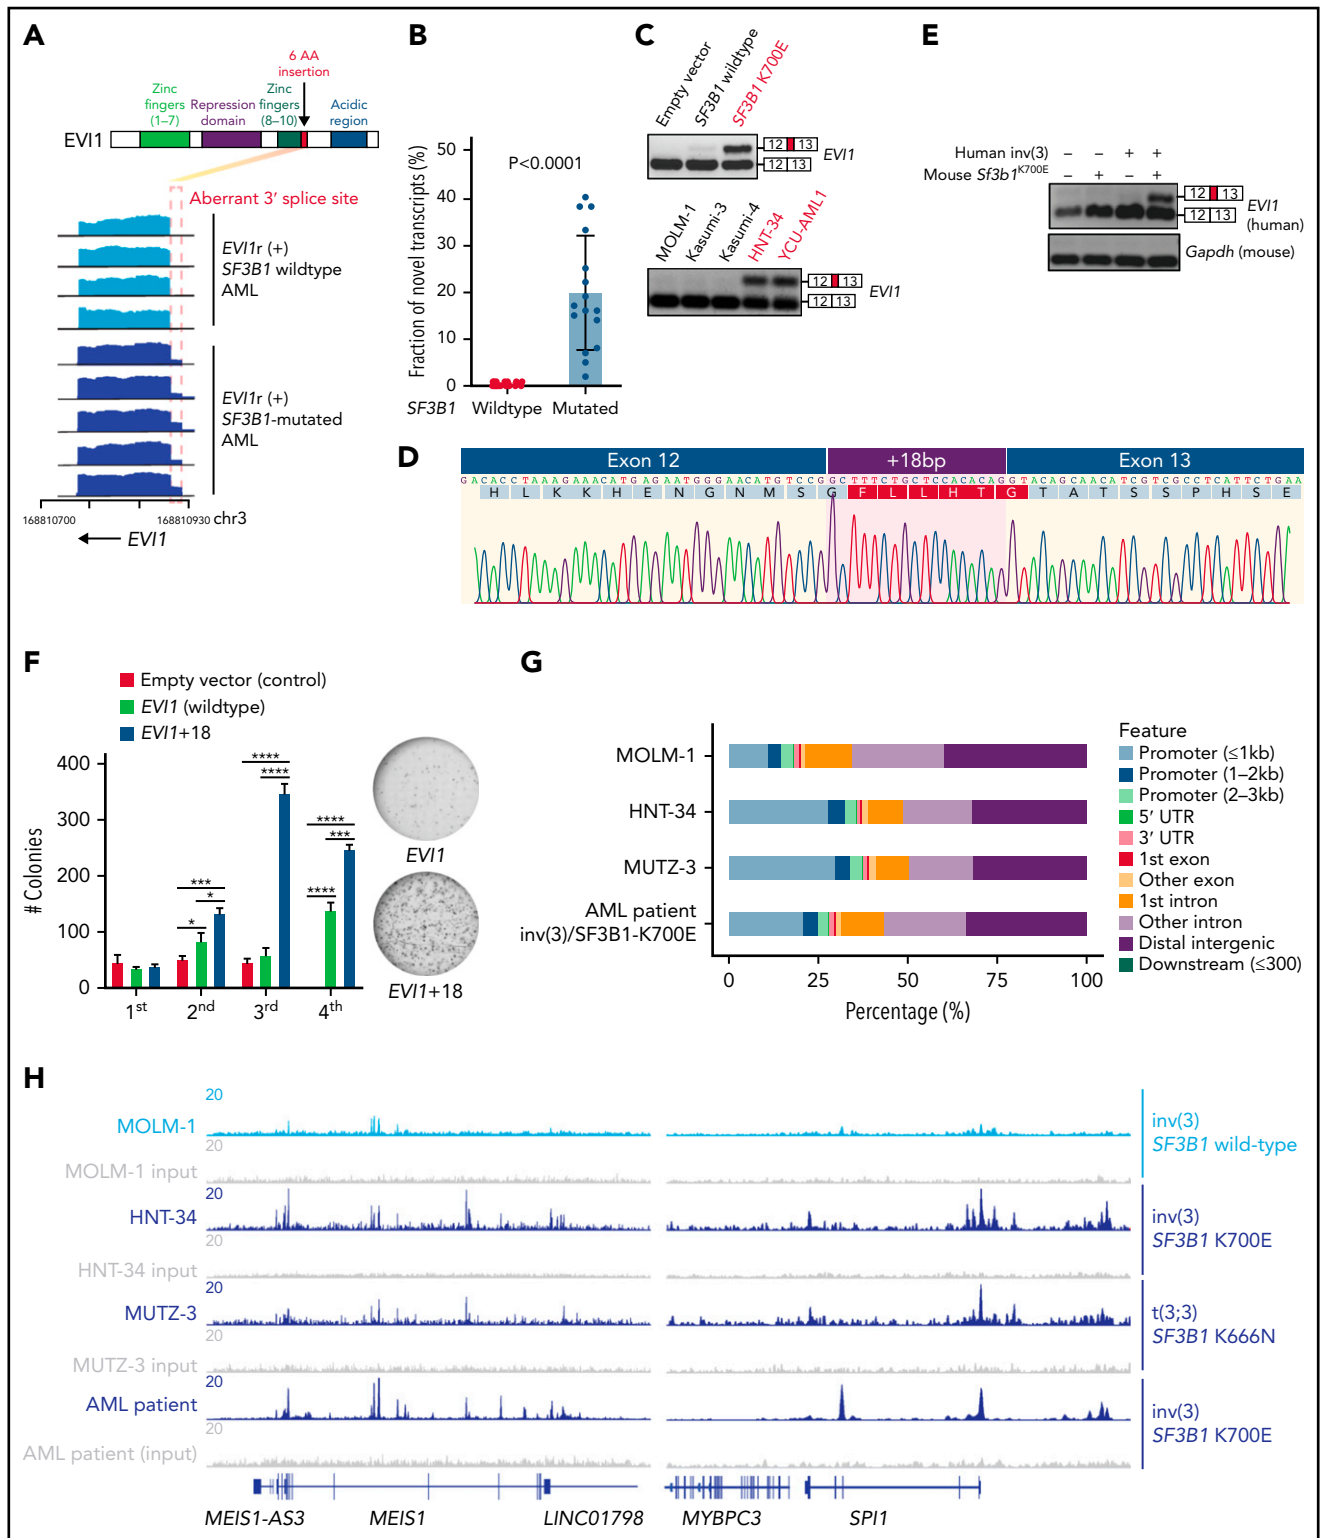 A
6 AA
insertion
Zinc
fingers
(1–7)
Repression
domain
Zinc
fingers
(8–10)
Acidic
region
EVI1
Aberrant 3′ splice site
EVI1r (+)
SF3B1 wildtype
AML
EVI1r (+)
SF3B1-mutated
AML
168810700
168810930 chr3
EVI1
B
Fraction of novel transcripts (%)
50
40
30
20
10
0
P<0.0001
SF3B1 Wildtype Mutated
C
Empty vector
SF3B1 wildtype
SF3B1 K700E
12 13
12 13
EVI1
MOLM-1
Kasumi-3
Kasumi-4
HNT-34
YCU-AML1
12 13
12 13
EVI1
E
Human inv(3) – – + +
Mouse Sf3b1K700E – + – +
12 13
12 13
EVI1
(human)
Gapdh (mouse)
D
Exon 12 +18bp Exon 13
G A C A C C T A A A G A A A C A T G A G A A T G G G A A C A T G T C C G G C T T T C T G C T C C A C A C A G G T A C A G C A A C A T C G T C G C C T C A T T C T G A A
H L K K H E N G N M S G F L L H T G T A T S S P H S E
F
Empty vector (control)
EVI1 (wildtype)
EVI1+18
# Colonies
400
300
200
100
0
*
*
***
****
****
****
***
****
1st 2nd 3rd 4th
EVI1
EVI1+18
G
MOLM-1
HNT-34
MUTZ-3
AML patient
inv(3)/SF3B1-K700E
0 25 50 75 100
Percentage (%)
Feature
Promoter (≤1kb)
Promoter (1–2kb)
Promoter (2–3kb)
5′ UTR
3′ UTR
1st exon
Other exon
1st intron
Other intron
Distal intergenic
Downstream (≤300)
H
20
MOLM-1
20
MOLM-1 input
inv(3)
SF3B1 wild-type
20
HNT-34
20
HNT-34 input
inv(3)
SF3B1 K700E
20
MUTZ-3
20
MUTZ-3 input
t(3;3)
SF3B1 K666N
20
AML patient
20
AML patient (input)
inv(3)
SF3B1 K700E
MEIS1-AS3 MEIS1 LINC01798 MYBPC3 SPI1